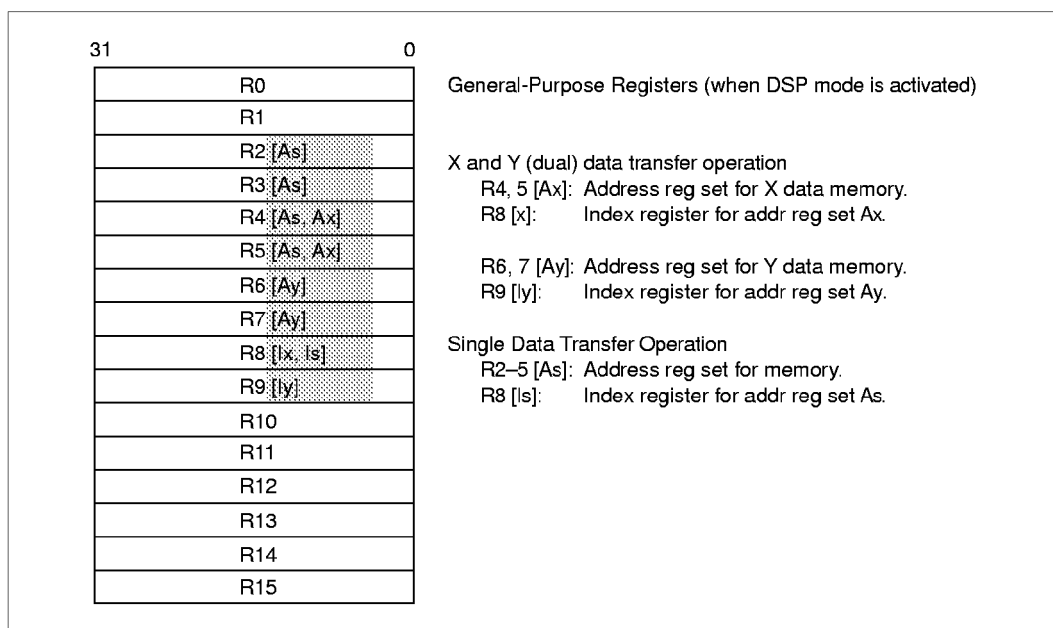 31 0
R0
R1
R2 [As]
R3 [As]
R4 [As, Ax]
R5 [As, Ax]
R6 [Ay]
R7 [Ay]
R8 [Ix, Is]
R9 [Iy]
R10
R11
R12
R13
R14
R15
General-Purpose Registers (when DSP mode is activated)
X and Y (dual) data transfer operation
R4, 5 [Ax]: Address reg set for X data memory.
R8 [x]: Index register for addr reg set Ax.
R6, 7 [Ay]: Address reg set for Y data memory.
R9 [Iy]: Index register for addr reg set Ay.
Single Data Transfer Operation
R2–5 [As]: Address reg set for memory.
R8 [Is]: Index register for addr reg set As.